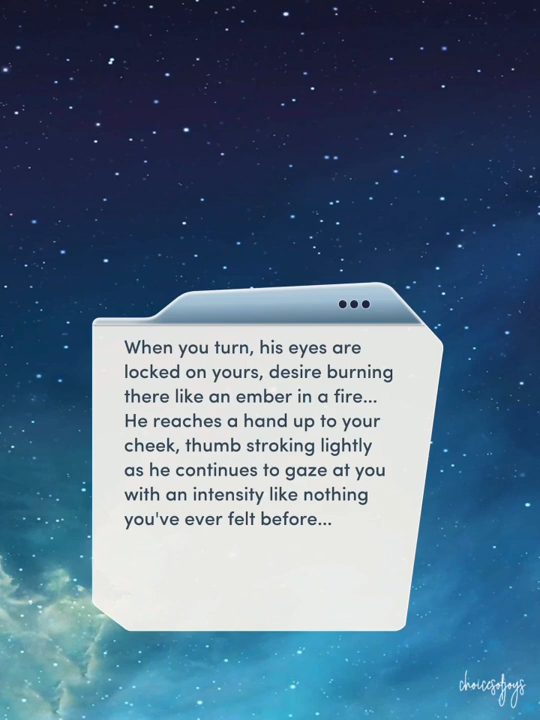 When you turn, his eyes are
locked on yours, desire burning
there like an ember in a fire...
He reaches a hand up to your
cheek, thumb stroking lightly
as he continues to gaze at you
with an intensity like nothing
you've ever felt before...
choicesofjoys